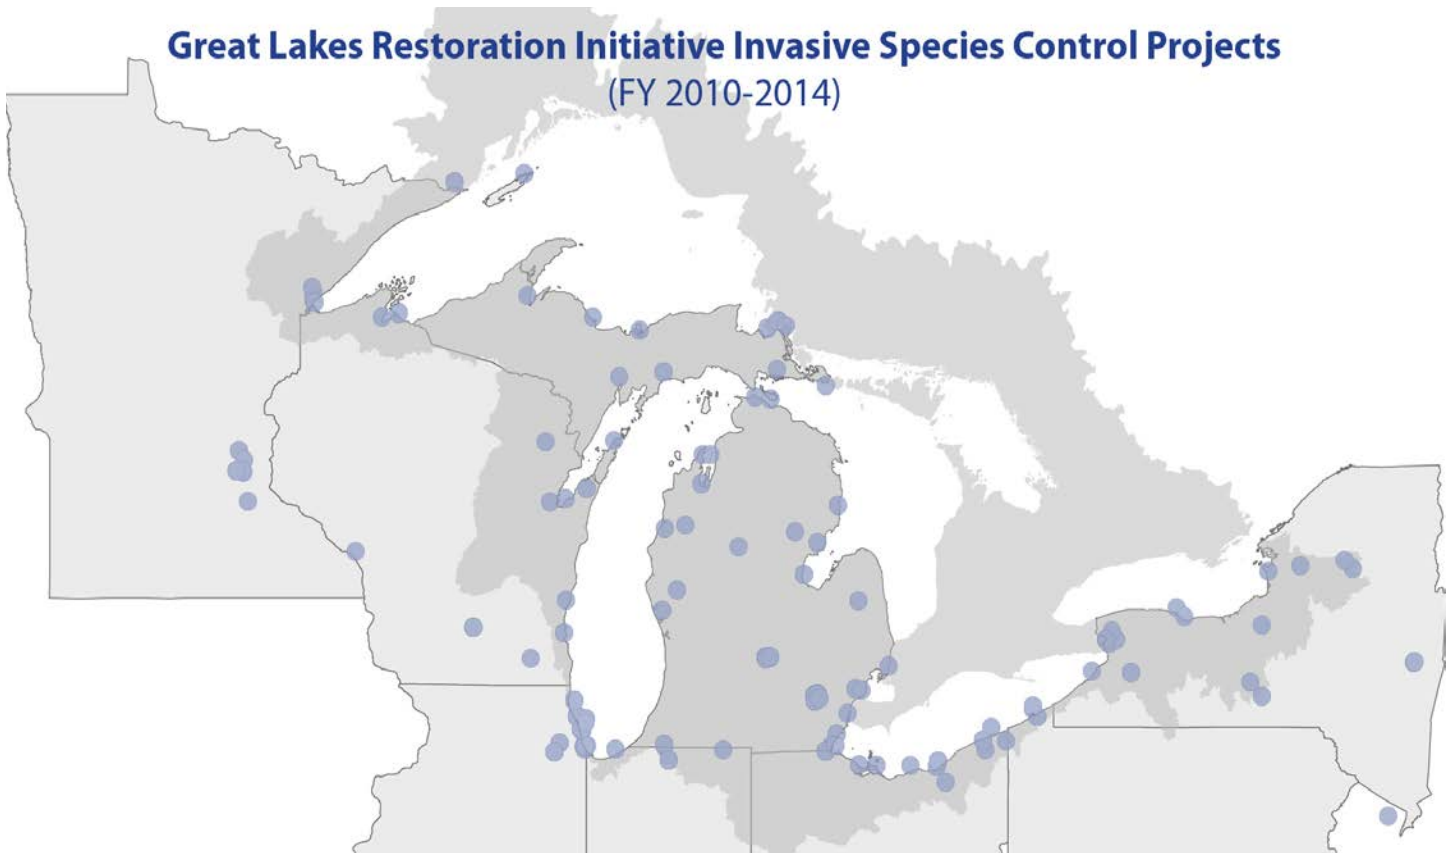 Great Lakes Restoration Initiative Invasive Species Control Projects
(FY 2010-2014)